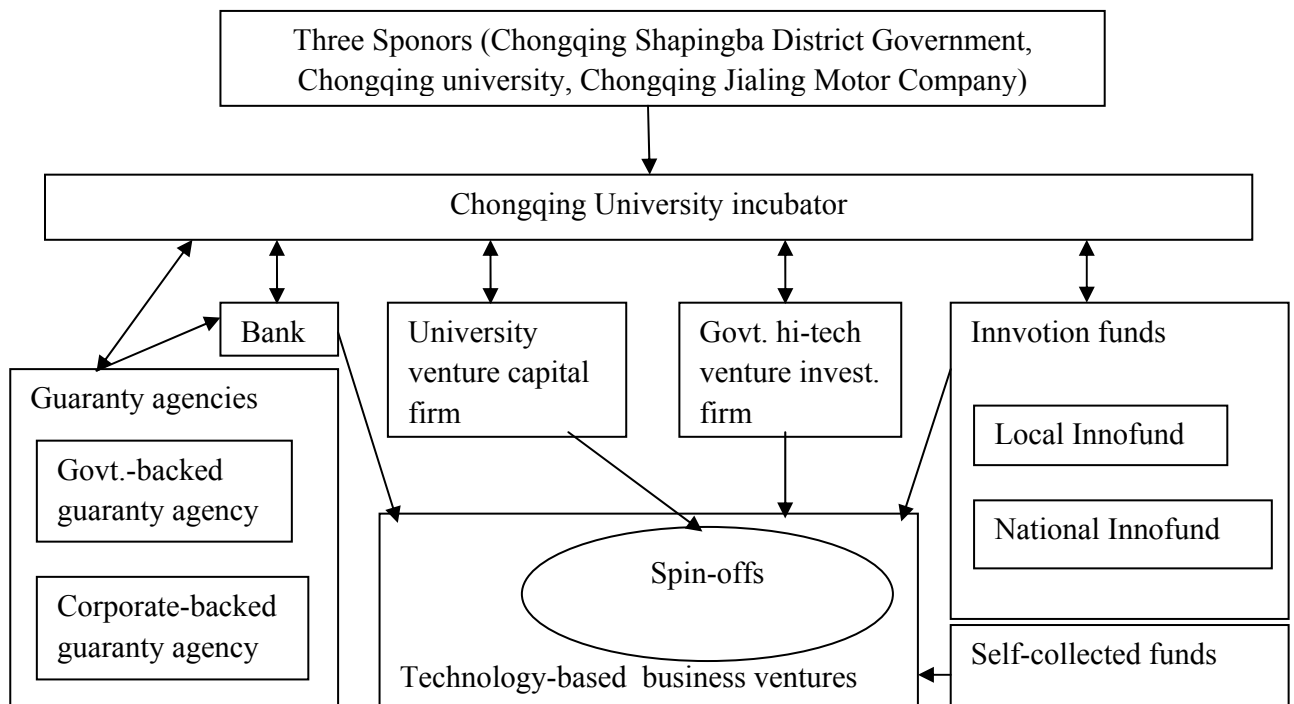 Three Sponors (Chongqing Shapingba District Government,
Chongqing university, Chongqing Jialing Motor Company)
Chongqing University incubator
Bank
University
venture capital
firm
Govt. hi-tech
venture invest.
firm
Innvotion funds
Local Innofund
National Innofund
Guaranty agencies
Govt.-backed
guaranty agency
Corporate-backed
guaranty agency
Spin-offs
Technology-based business ventures
Self-collected funds